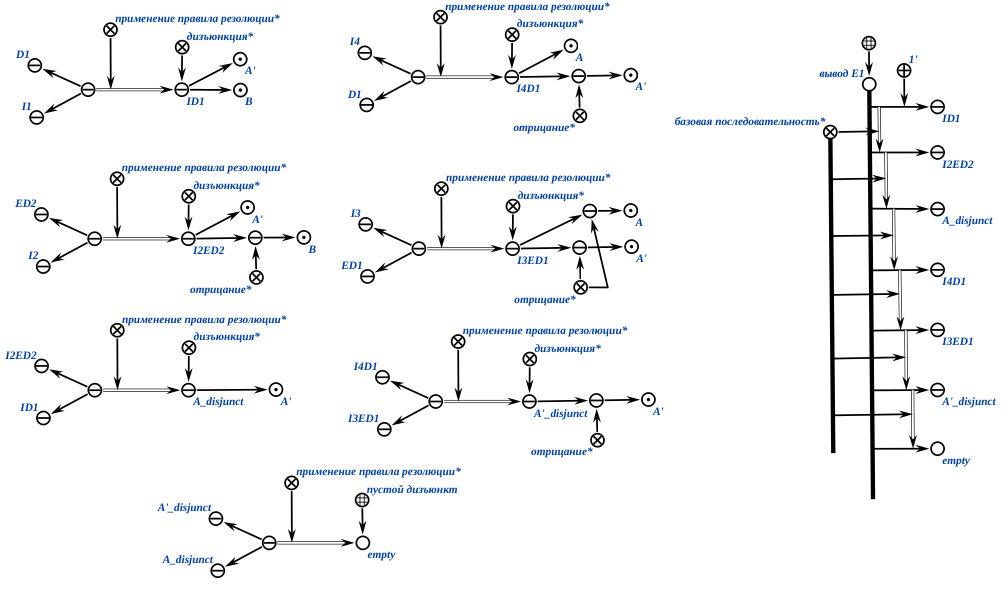 применение правила резолюции*
дизъюнкция*
D1
I1
ID1
A'
B
применение правила резолюции*
дизъюнкция*
I4
D1
I4D1
A
A'
отрицание*
применение правила резолюции*
дизъюнкция*
ED2
I2
I2ED2
A'
B
отрицание*
применение правила резолюции*
дизъюнкция*
I3
ED1
I3ED1
A
A'
отрицание*
применение правила резолюции*
дизъюнкция*
I2ED2
ID1
A_disjunct
A'
применение правила резолюции*
дизъюнкция*
I4D1
I3ED1
A'_disjunct
A'
отрицание*
применение правила резолюции*
пустой дизъюнкт
A'_disjunct
A_disjunct
empty
вывод E1
1'
базовая последовательность*
ID1
I2ED2
A_disjunct
I4D1
I3ED1
A'_disjunct
empty